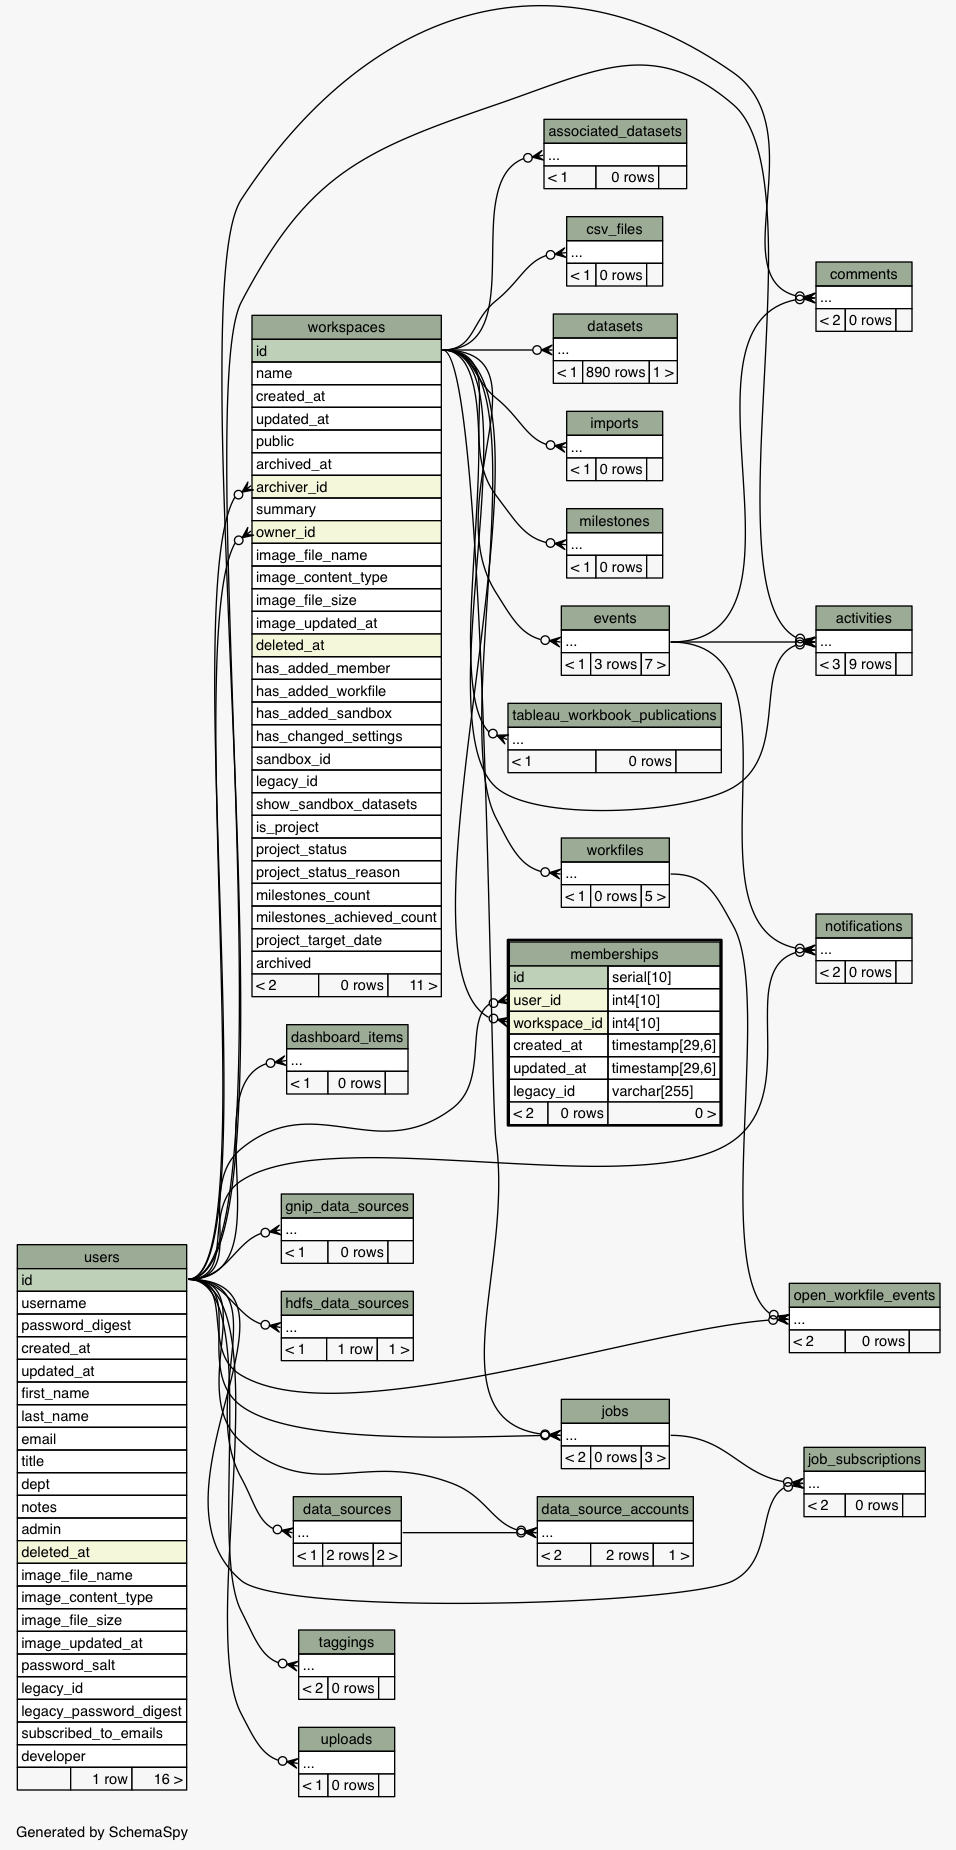 associated_datasets
...
< 1 0 rows
csv_files
...
< 1 0 rows
comments
...
< 2 0 rows
workspaces
id
name
created_at
updated_at
public
archived_at
archiver_id
summary
owner_id
image_file_name
image_content_type
image_file_size
image_updated_at
deleted_at
has_added_member
has_added_workfile
has_added_sandbox
has_changed_settings
sandbox_id
legacy_id
show_sandbox_datasets
is_project
project_status
project_status_reason
milestones_count
milestones_achieved_count
project_target_date
archived
< 2 0 rows 11 >
datasets
...
< 1 890 rows 1 >
imports
...
< 1 0 rows
milestones
...
< 1 0 rows
events
...
< 1 3 rows 7 >
activities
...
< 3 9 rows
tableau_workbook_publications
...
< 1 0 rows
workfiles
...
< 1 0 rows 5 >
notifications
...
< 2 0 rows
memberships
id serial[10]
user_id int4[10]
workspace_id int4[10]
created_at timestamp[29,6]
updated_at timestamp[29,6]
legacy_id varchar[255]
< 2 0 rows 0 >
dashboard_items
...
< 1 0 rows
gnip_data_sources
...
< 1 0 rows
users
id
username
password_digest
created_at
updated_at
first_name
last_name
email
title
dept
notes
admin
deleted_at
image_file_name
image_content_type
image_file_size
image_updated_at
password_salt
legacy_id
legacy_password_digest
subscribed_to_emails
developer
1 row 16 >
hdfs_data_sources
...
< 1 1 row 1 >
open_workfile_events
...
< 2 0 rows
jobs
...
< 2 0 rows 3 >
job_subscriptions
...
< 2 0 rows
data_sources
...
< 1 2 rows 2 >
data_source_accounts
...
< 2 2 rows 1 >
taggings
...
< 2 0 rows
uploads
...
< 1 0 rows
Generated by SchemaSpy